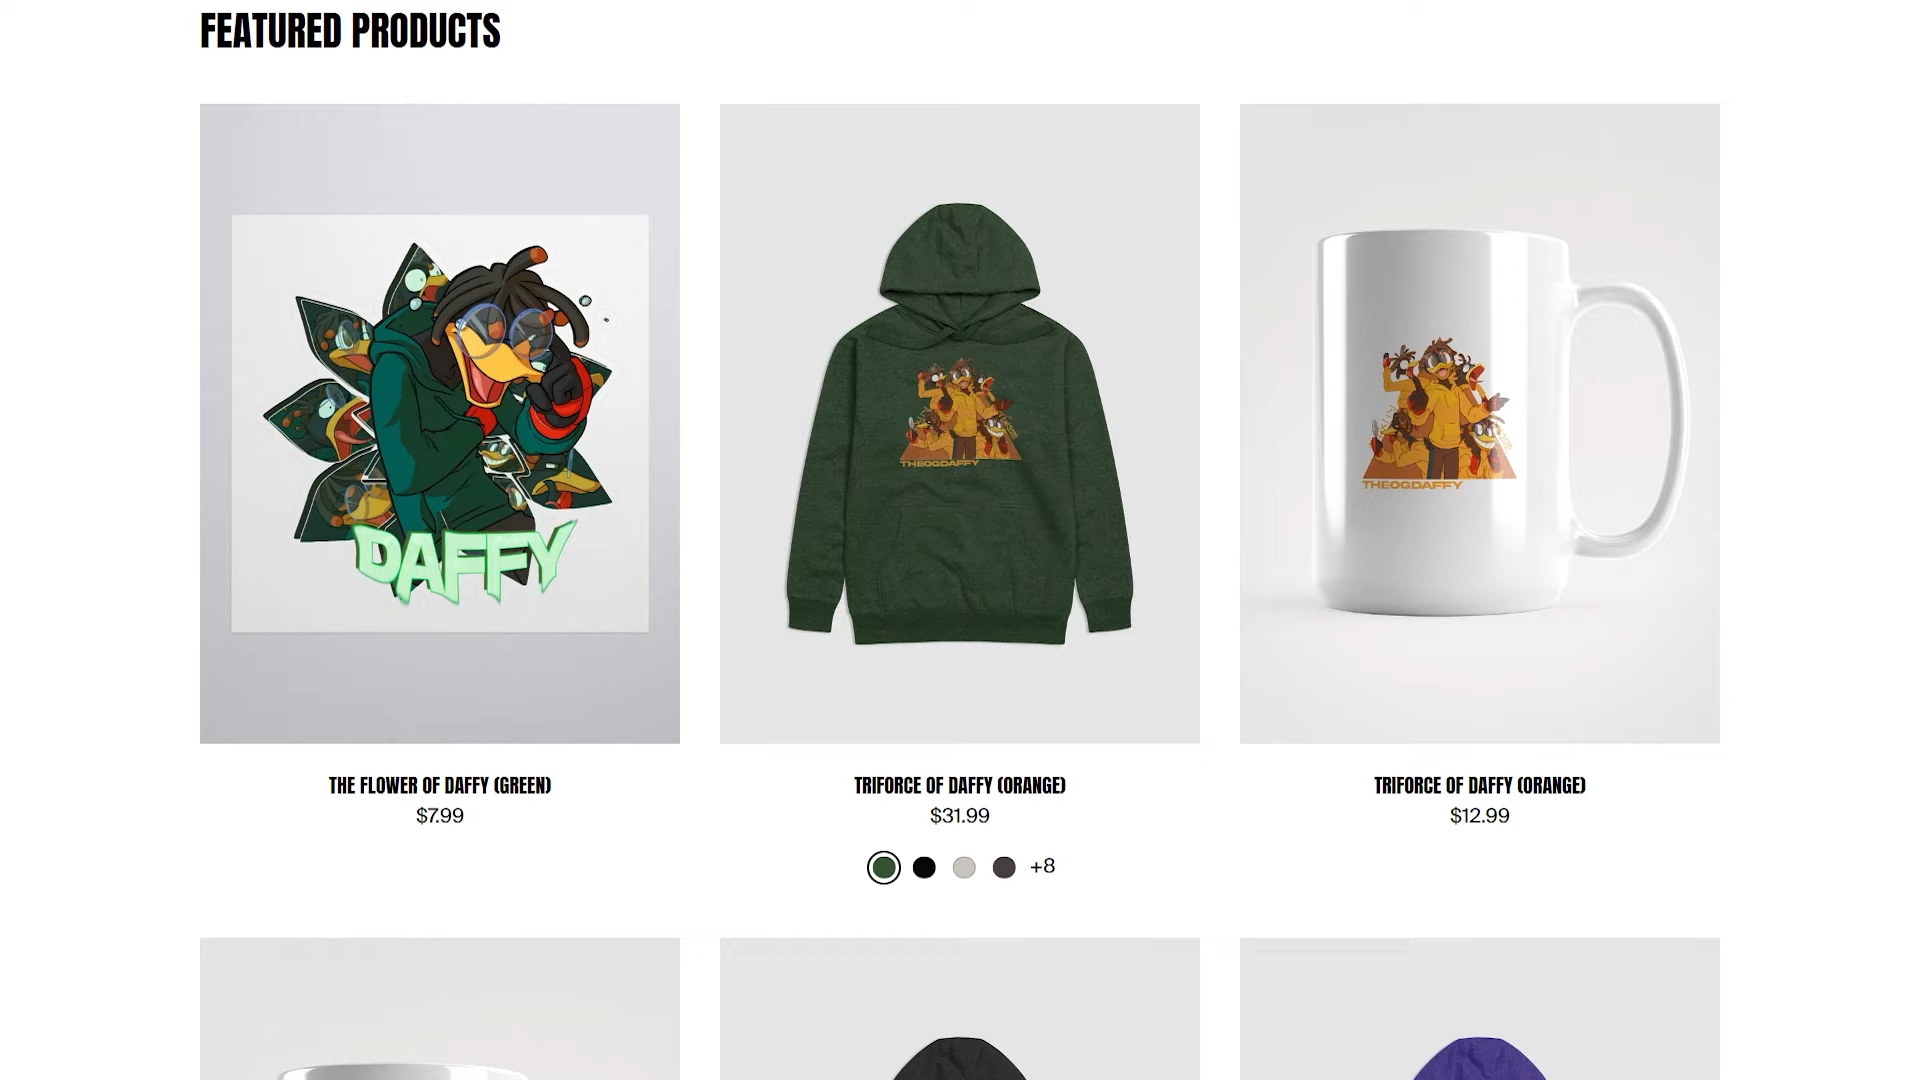 FEATURED PRODUCTS
DAFFY
THEOGDAFFY
THEOGDAFFY
THE FLOWER OF DAFFY (GREEN)
$7.99
TRIFORCE OF DAFFY (ORANGE)
$31.99
+8
TRIFORCE OF DAFFY (ORANGE)
$12.99